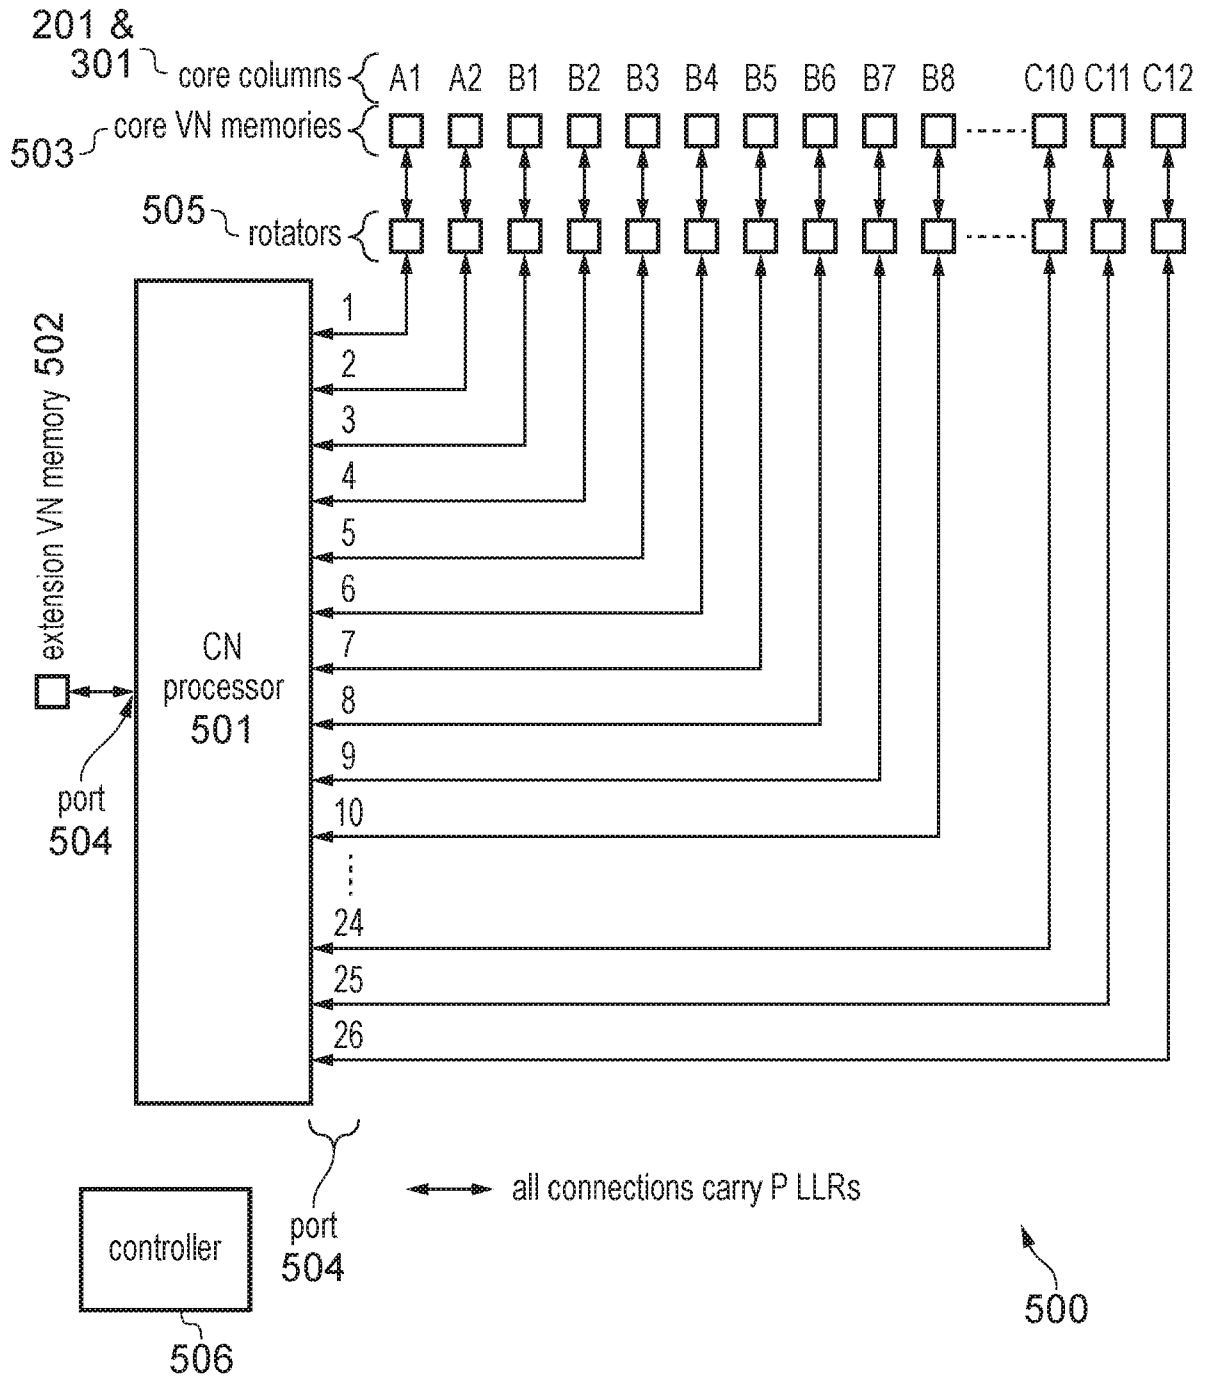 201 &
301 core columns A1 A2 B1 B2 B3 B4 B5 B6 B7 B8 C10 C11 C12
core VN memories
503
505
rotators
1
2
3
4
5
6
7
8
9
10
24
25
26
extension VN memory 502
CN
processor
501
port
504
port
504
all connections carry P LLRs
controller
506
500